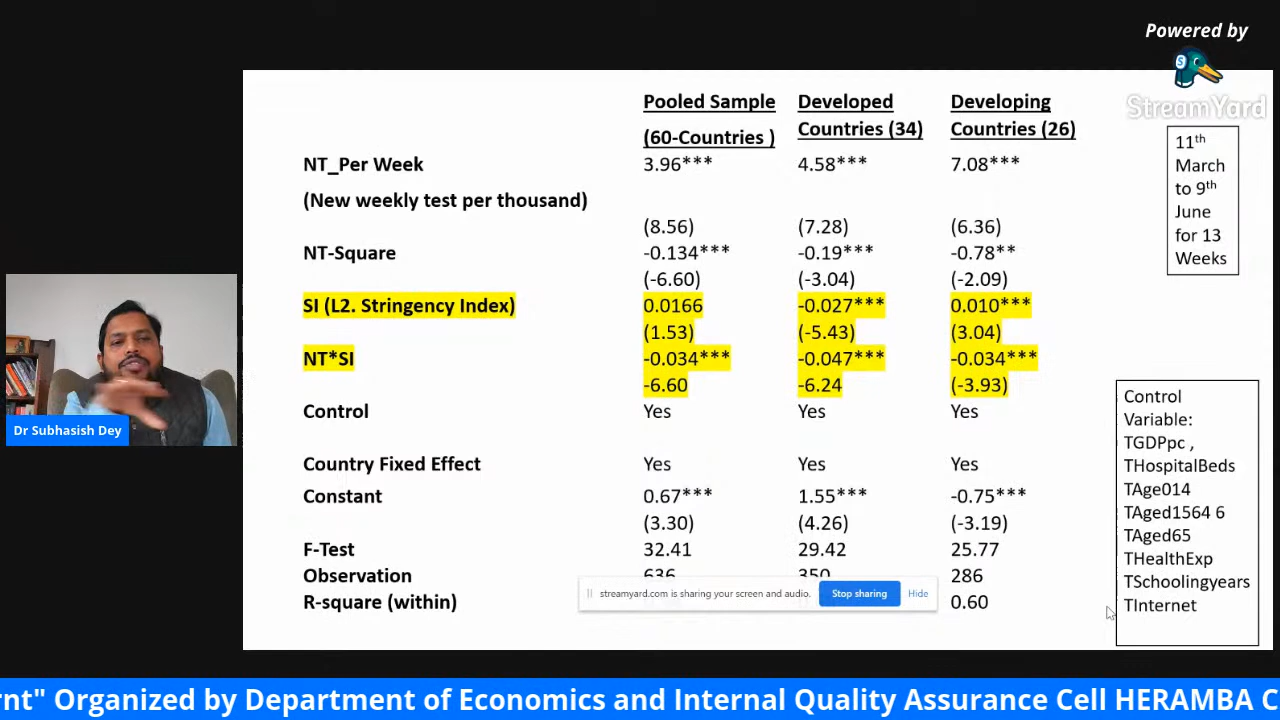 Powered by
StreamYard
Pooled Sample
(60-Countries )
Developed
Countries (34)
Developing
Countries (26)
NT_Per Week 3.96*** 4.58*** 7.08***
(New weekly test per thousand)
(8.56) (7.28) (6.36)
NT-Square -0.134*** -0.19*** -0.78**
(-6.60) (-3.04) (-2.09)
SI (L2. Stringency Index) 0.0166 -0.027*** 0.010***
(1.53) (-5.43) (3.04)
NT*SI -0.034*** -0.047*** -0.034***
-6.60 -6.24 (-3.93)
Control Yes Yes Yes
Country Fixed Effect Yes Yes Yes
Constant 0.67*** 1.55*** -0.75***
(3.30) (4.26) (-3.19)
F-Test 32.41 29.42 25.77
Observation 636 350 286
R-square (within) 0.60
11th
March
to 9th
June
for 13
Weeks
Control
Variable:
TGDPpc ,
THospitalBeds
TAge014
TAged1564 6
TAged65
THealthExp
TSchoolingyears
TInternet
streamyard.com is sharing your screen and audio. Stop sharing Hide
Dr Subhasish Dey
rnt" Organized by Department of Economics and Internal Quality Assurance Cell HERAMBA C